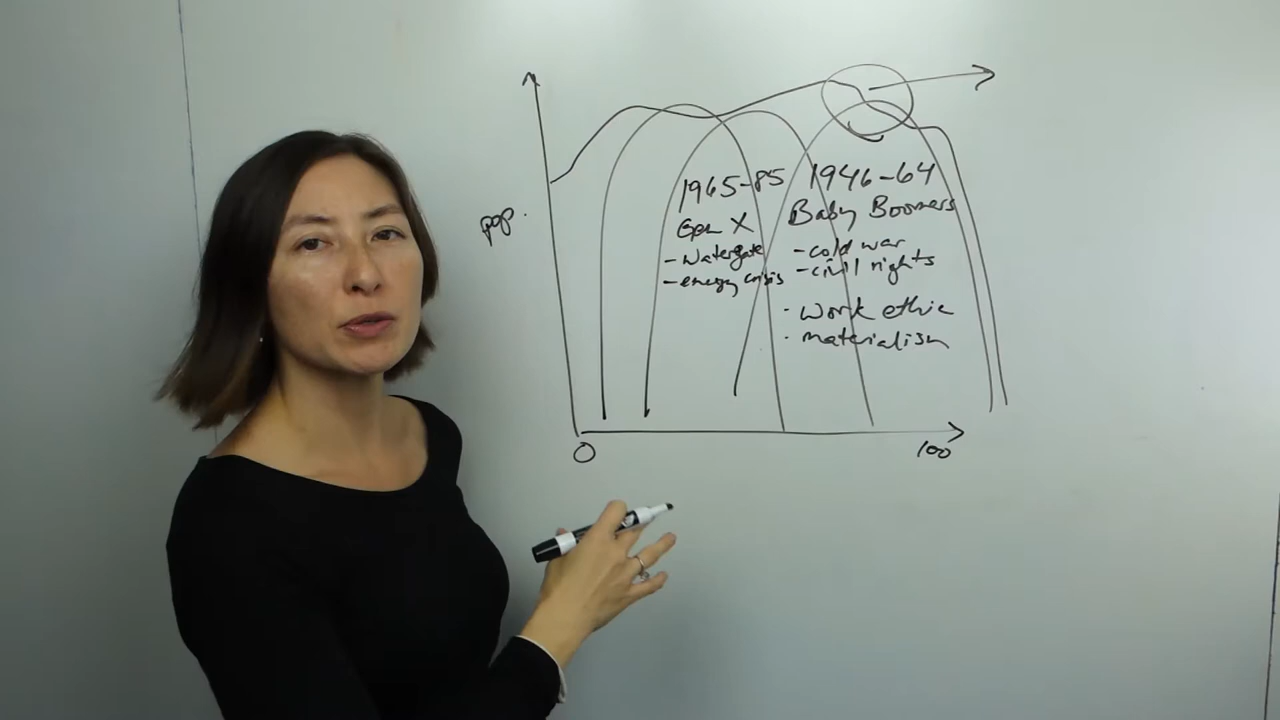 pop.
1965-85
Gen X
- Watergate
- energy crisis
1946-64
Baby Boomers
- cold war
- civil rights
· work ethic
· materialism
0
100